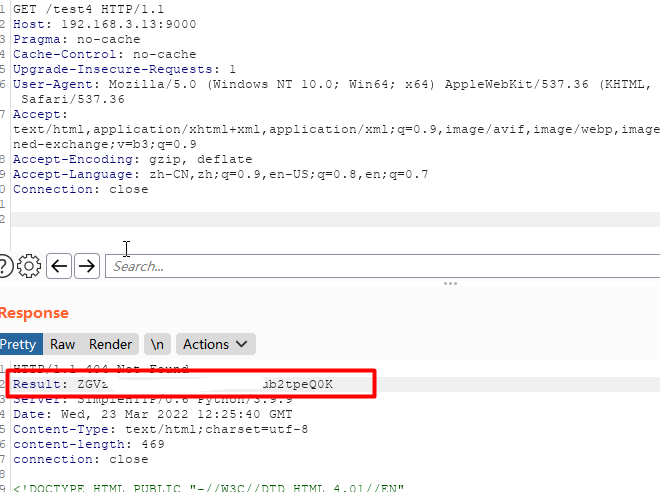 1 GET /test4 HTTP/1.1
2 Host: 192.168.3.13:9000
3 Pragma: no-cache
4 Cache-Control: no-cache
5 Upgrade-Insecure-Requests: 1
6 User-Agent: Mozilla/5.0 (Windows NT 10.0; Win64; x64) AppleWebKit/537.36 (KHTML,
Safari/537.36
7 Accept:
text/html,application/xhtml+xml,application/xml;q=0.9,image/avif,image/webp,image
ned-exchange;v=b3;q=0.9
8 Accept-Encoding: gzip, deflate
9 Accept-Language: zh-CN,zh;q=0.9,en-US;q=0.8,en;q=0.7
0 Connection: close
1
2
? Search...
Response
Pretty Raw Render \n Actions
1 HTTP/1.1 404 Not Found
2 Result: ZGVz b2tpeQ0K
3 Server: SimpleHTTP/0.6 Python/3.9.9
4 Date: Wed, 23 Mar 2022 12:25:40 GMT
5 Content-Type: text/html;charset=utf-8
6 content-length: 469
7 connection: close
9 <!DOCTYPE HTML PUBLIC "-//W3C//DTD HTML 4.01//EN"